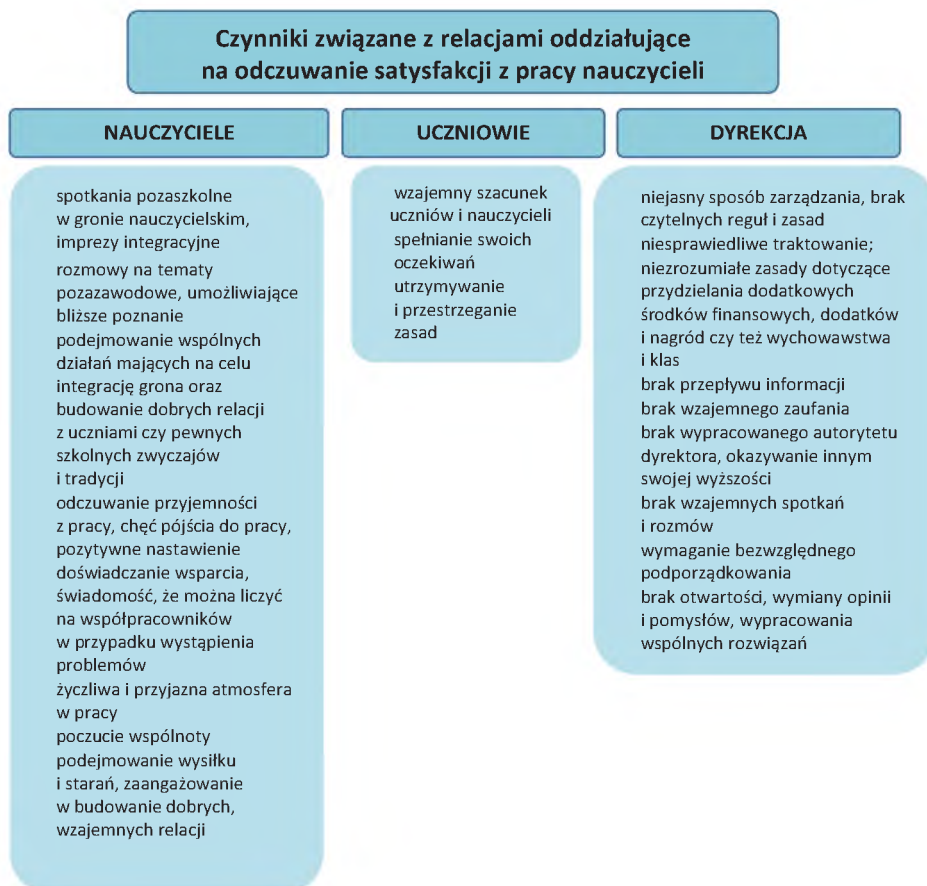 Czynniki związane z relacjami oddziałujące
na odczuwanie satysfakcji z pracy nauczycieli
NAUCZYCIELE
spotkania pozaszkolne
w gronie nauczycielskim,
imprezy integracyjne
rozmowy na tematy
pozazawodowe, umożliwiające
bliższe poznanie
podejmowanie wspólnych
działań mających na celu
integrację grona oraz
budowanie dobrych relacji
z uczniami czy pewnych
szkolnych zwyczajów
i tradycji
odczuwanie przyjemności
z pracy, chęć pójścia do pracy,
pozytywne nastawienie
doświadczanie wsparcia,
świadomość, że można liczyć
na współpracowników
w przypadku wystąpienia
problemów
życzliwa i przyjazna atmosfera
w pracy
poczucie wspólnoty
podejmowanie wysiłku
i starań, zaangażowanie
w budowanie dobrych,
wzajemnych relacji
UCZNIOWIE
wzajemny szacunek
uczniów i nauczycieli
spełnianie swoich
oczekiwań
utrzymywanie
i przestrzeganie
zasad
DYREKCJA
niejasny sposób zarządzania, brak
czytelnych reguł i zasad
niesprawiedliwe traktowanie;
niezrozumiałe zasady dotyczące
przydzielania dodatkowych
środków finansowych, dodatków
i nagród czy też wychowawstwa
i klas
brak przepływu informacji
brak wzajemnego zaufania
brak wypracowanego autorytetu
dyrektora, okazywanie innym
swojej wyższości
brak wzajemnych spotkań
i rozmów
wymaganie bezwzględnego
podporządkowania
brak otwartości, wymiany opinii
i pomysłów, wypracowania
wspólnych rozwiązań